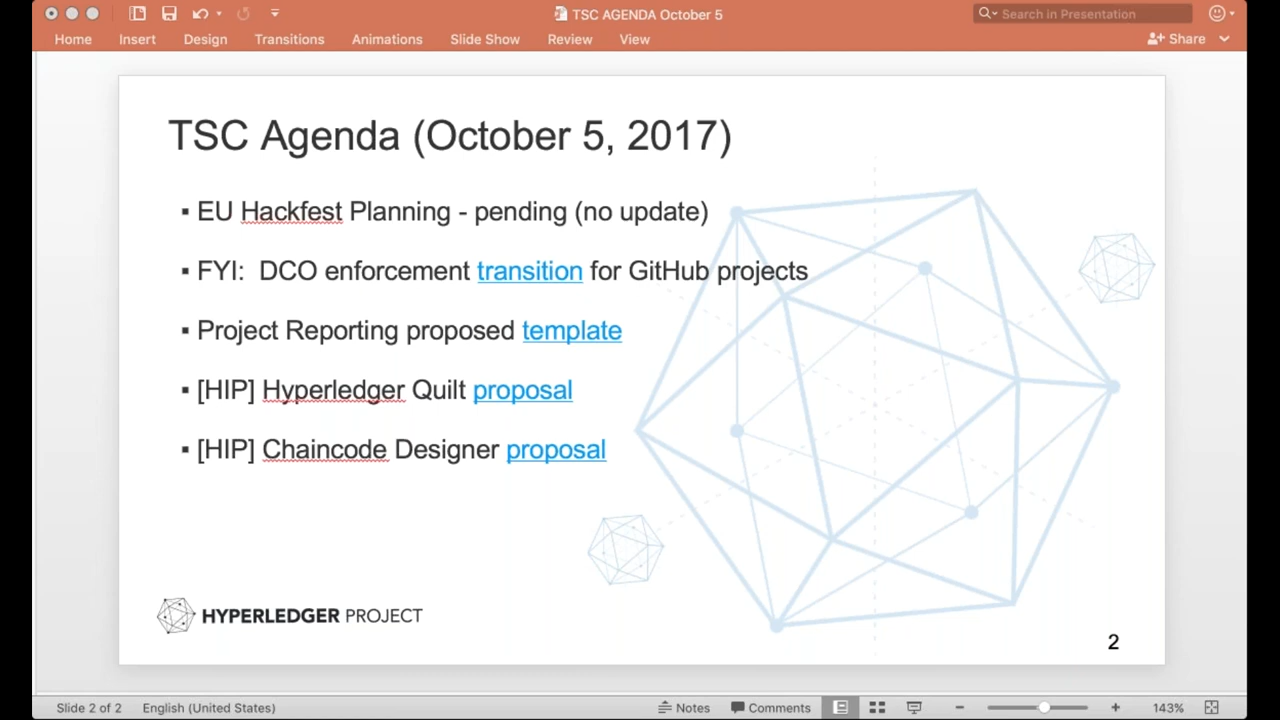 TSC AGENDA October 5
Search in Presentation
Home Insert Design Transitions Animations Slide Show Review View Share
TSC Agenda (October 5, 2017)
▪ EU Hackfest Planning - pending (no update)
▪ FYI: DCO enforcement transition for GitHub projects
▪ Project Reporting proposed template
▪ [HIP] Hyperledger Quilt proposal
▪ [HIP] Chaincode Designer proposal
HYPERLEDGER PROJECT
2
Slide 2 of 2 English (United States) Notes Comments 143%